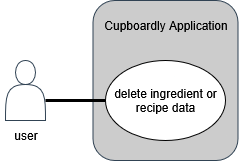 Cupboardly Application
delete ingredient or
recipe data
user